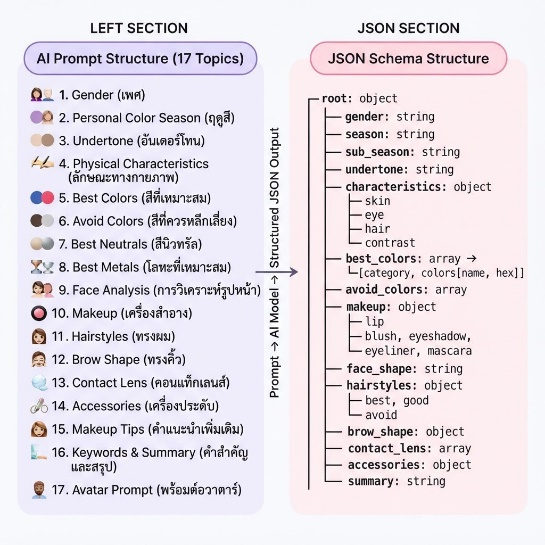 LEFT SECTION
AI Prompt Structure (17 Topics)
1. Gender (เพศ)
2. Personal Color Season (ฤดูสี)
3. Undertone (อันเดอร์โทน)
4. Physical Characteristics
(ลักษณะทางกายภาพ)
5. Best Colors (สีที่เหมาะสม)
6. Avoid Colors (สีที่ควรหลีกเลี่ยง)
7. Best Neutrals (สีนิวทรัล)
8. Best Metals (โลหะที่เหมาะสม)
9. Face Analysis (การวิเคราะห์รูปหน้า)
10. Makeup (เครื่องสำอาง)
11. Hairstyles (ทรงผม)
12. Brow Shape (ทรงคิ้ว)
13. Contact Lens (คอนแท็กเลนส์)
14. Accessories (เครื่องประดับ)
15. Makeup Tips (คำแนะนำเพิ่มเติม)
16. Keywords & Summary (คำสำคัญ
และสรุป)
17. Avatar Prompt (พร้อมต์อวาตาร์)
Prompt → AI Model → Structured JSON Output
JSON SECTION
JSON Schema Structure
root: object
gender: string
season: string
sub_season: string
undertone: string
characteristics: object
skin
eye
hair
contrast
best_colors: array →
[category, colors[name, hex]]
avoid_colors: array
makeup: object
lip
blush, eyeshadow,
eyeliner, mascara
face_shape: string
hairstyles: object
best, good
avoid
brow_shape: object
contact_lens: array
accessories: object
summary: string